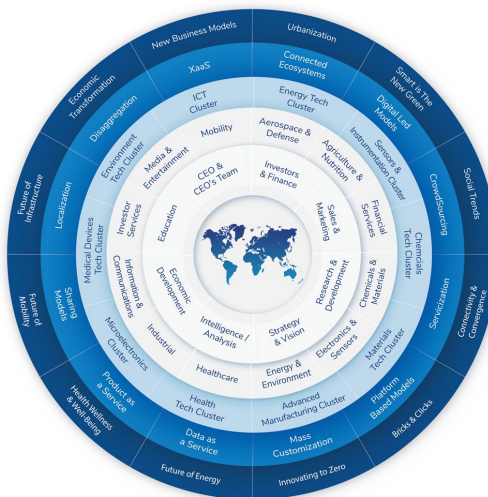 New Business Models
Urbanization
Smart is The
New Green
Social Trends
Connectivity &
Convergence
Bricks & Clicks
Innovating to Zero
Future of Energy
Health Wellness
& Well-Being
Future of
Mobility
Future of
Infrastructure
Economic
Transformation
XaaS
Connected
Ecosystems
Digital Led
Models
CrowdSourcing
Servicization
Platform
Based Models
Mass
Customization
Data as
a Service
Product as
a Service
Sharing
Models
Localization
Disaggregation
ICT
Cluster
Energy Tech
Cluster
Sensors &
Instrumentation Cluster
Chemcials
Tech Cluster
Materials
Tech Cluster
Advanced
Manufacturing Cluster
Health
Tech Cluster
Microelectronics
Cluster
Medical Devices
Tech Cluster
Environment
Tech Cluster
Mobility
Aerospace &
Defense
Agriculture &
Nutrition
Financial
Services
Chemicals &
Materials
Electronics &
Sensors
Energy &
Environment
Healthcare
Industrial
Information &
Communications
Investor
Services
Media &
Entertainment
CEO &
CEO's Team
Investors
& Finance
Sales &
Marketing
Research &
Development
Strategy
& Vision
Intelligence /
Analysis
Economic
Development
Education